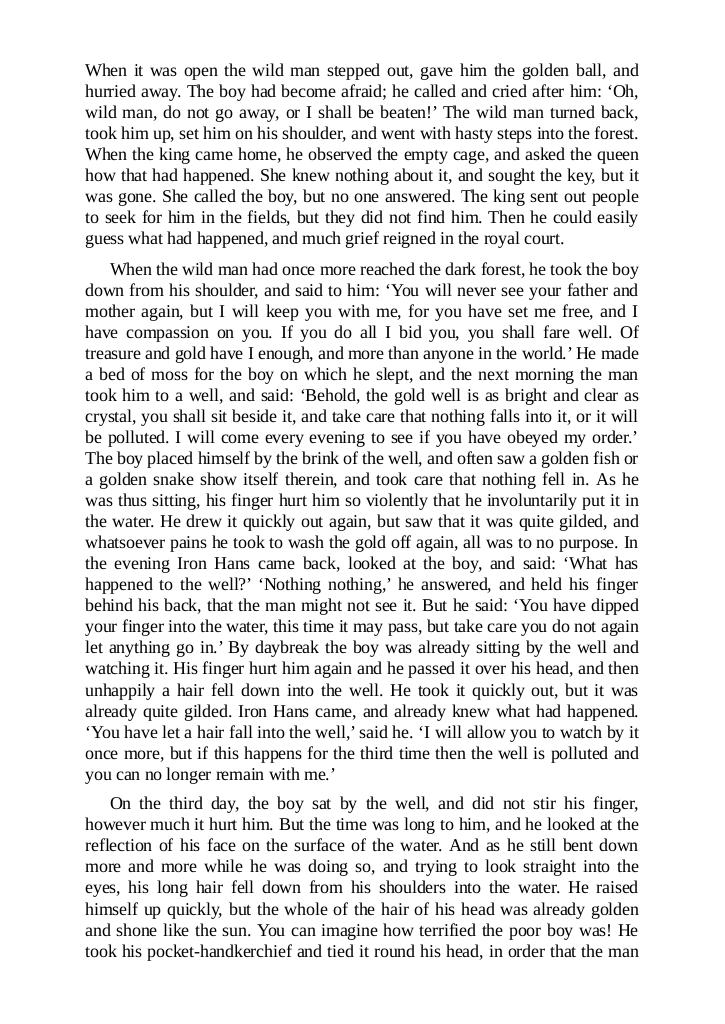 When it was open the wild man stepped out, gave him the golden ball, and
hurried away. The boy had become afraid; he called and cried after him: ‘Oh,
wild man, do not go away, or I shall be beaten!’ The wild man turned back,
took him up, set him on his shoulder, and went with hasty steps into the forest.
When the king came home, he observed the empty cage, and asked the queen
how that had happened. She knew nothing about it, and sought the key, but it
was gone. She called the boy, but no one answered. The king sent out people
to seek for him in the fields, but they did not find him. Then he could easily
guess what had happened, and much grief reigned in the royal court.
When the wild man had once more reached the dark forest, he took the boy
down from his shoulder, and said to him: ‘You will never see your father and
mother again, but I will keep you with me, for you have set me free, and I
have compassion on you. If you do all I bid you, you shall fare well. Of
treasure and gold have I enough, and more than anyone in the world.’ He made
a bed of moss for the boy on which he slept, and the next morning the man
took him to a well, and said: ‘Behold, the gold well is as bright and clear as
crystal, you shall sit beside it, and take care that nothing falls into it, or it will
be polluted. I will come every evening to see if you have obeyed my order.’
The boy placed himself by the brink of the well, and often saw a golden fish or
a golden snake show itself therein, and took care that nothing fell in. As he
was thus sitting, his finger hurt him so violently that he involuntarily put it in
the water. He drew it quickly out again, but saw that it was quite gilded, and
whatsoever pains he took to wash the gold off again, all was to no purpose. In
the evening Iron Hans came back, looked at the boy, and said: ‘What has
happened to the well?’ ‘Nothing nothing,’ he answered, and held his finger
behind his back, that the man might not see it. But he said: ‘You have dipped
your finger into the water, this time it may pass, but take care you do not again
let anything go in.’ By daybreak the boy was already sitting by the well and
watching it. His finger hurt him again and he passed it over his head, and then
unhappily a hair fell down into the well. He took it quickly out, but it was
already quite gilded. Iron Hans came, and already knew what had happened.
‘You have let a hair fall into the well,’ said he. ‘I will allow you to watch by it
once more, but if this happens for the third time then the well is polluted and
you can no longer remain with me.’
On the third day, the boy sat by the well, and did not stir his finger,
however much it hurt him. But the time was long to him, and he looked at the
reflection of his face on the surface of the water. And as he still bent down
more and more while he was doing so, and trying to look straight into the
eyes, his long hair fell down from his shoulders into the water. He raised
himself up quickly, but the whole of the hair of his head was already golden
and shone like the sun. You can imagine how terrified the poor boy was! He
took his pocket-handkerchief and tied it round his head, in order that the man